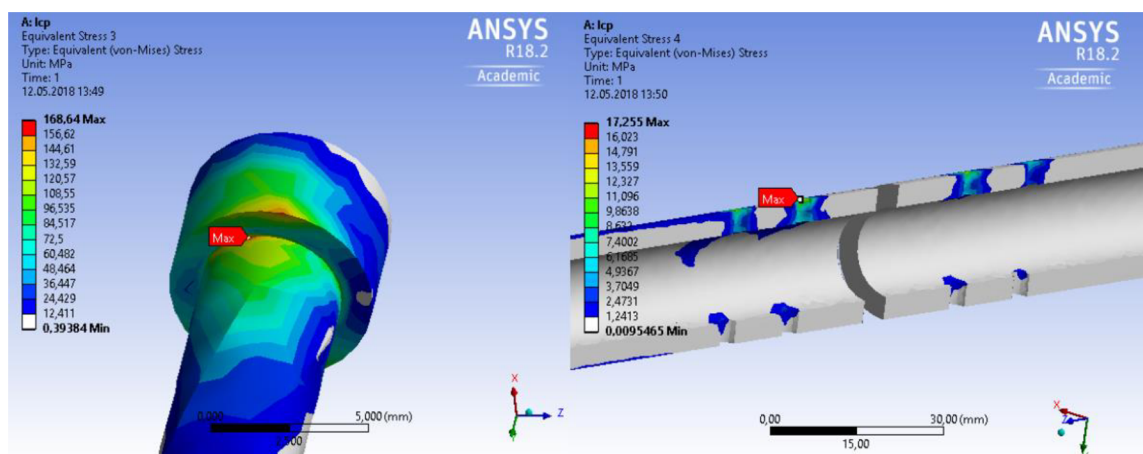 A: lcp
Equivalent Stress 3
Type: Equivalent (von-Mises) Stress
Unit: MPa
Time: 1
12.05.2018 13:49
ANSYS
R18.2
Academic
168,64 Max
156,62
144,61
132,59
120,57
108,55
96,535
84,517
72,5
60,482
48,464
36,447
24,429
12,411
0,39384 Min
Max
0,000
5,000 (mm)
2,500
X
Y
Z
A: lcp
Equivalent Stress 4
Type: Equivalent (von-Mises) Stress
Unit: MPa
Time: 1
12.05.2018 13:50
ANSYS
R18.2
Academic
17,255 Max
16,023
14,791
13,559
12,327
11,096
9,8638
8,632
7,4002
6,1685
4,9367
3,7049
2,4731
1,2413
0,0095465 Min
Max
0,00
30,00 (mm)
15,00
X
Z